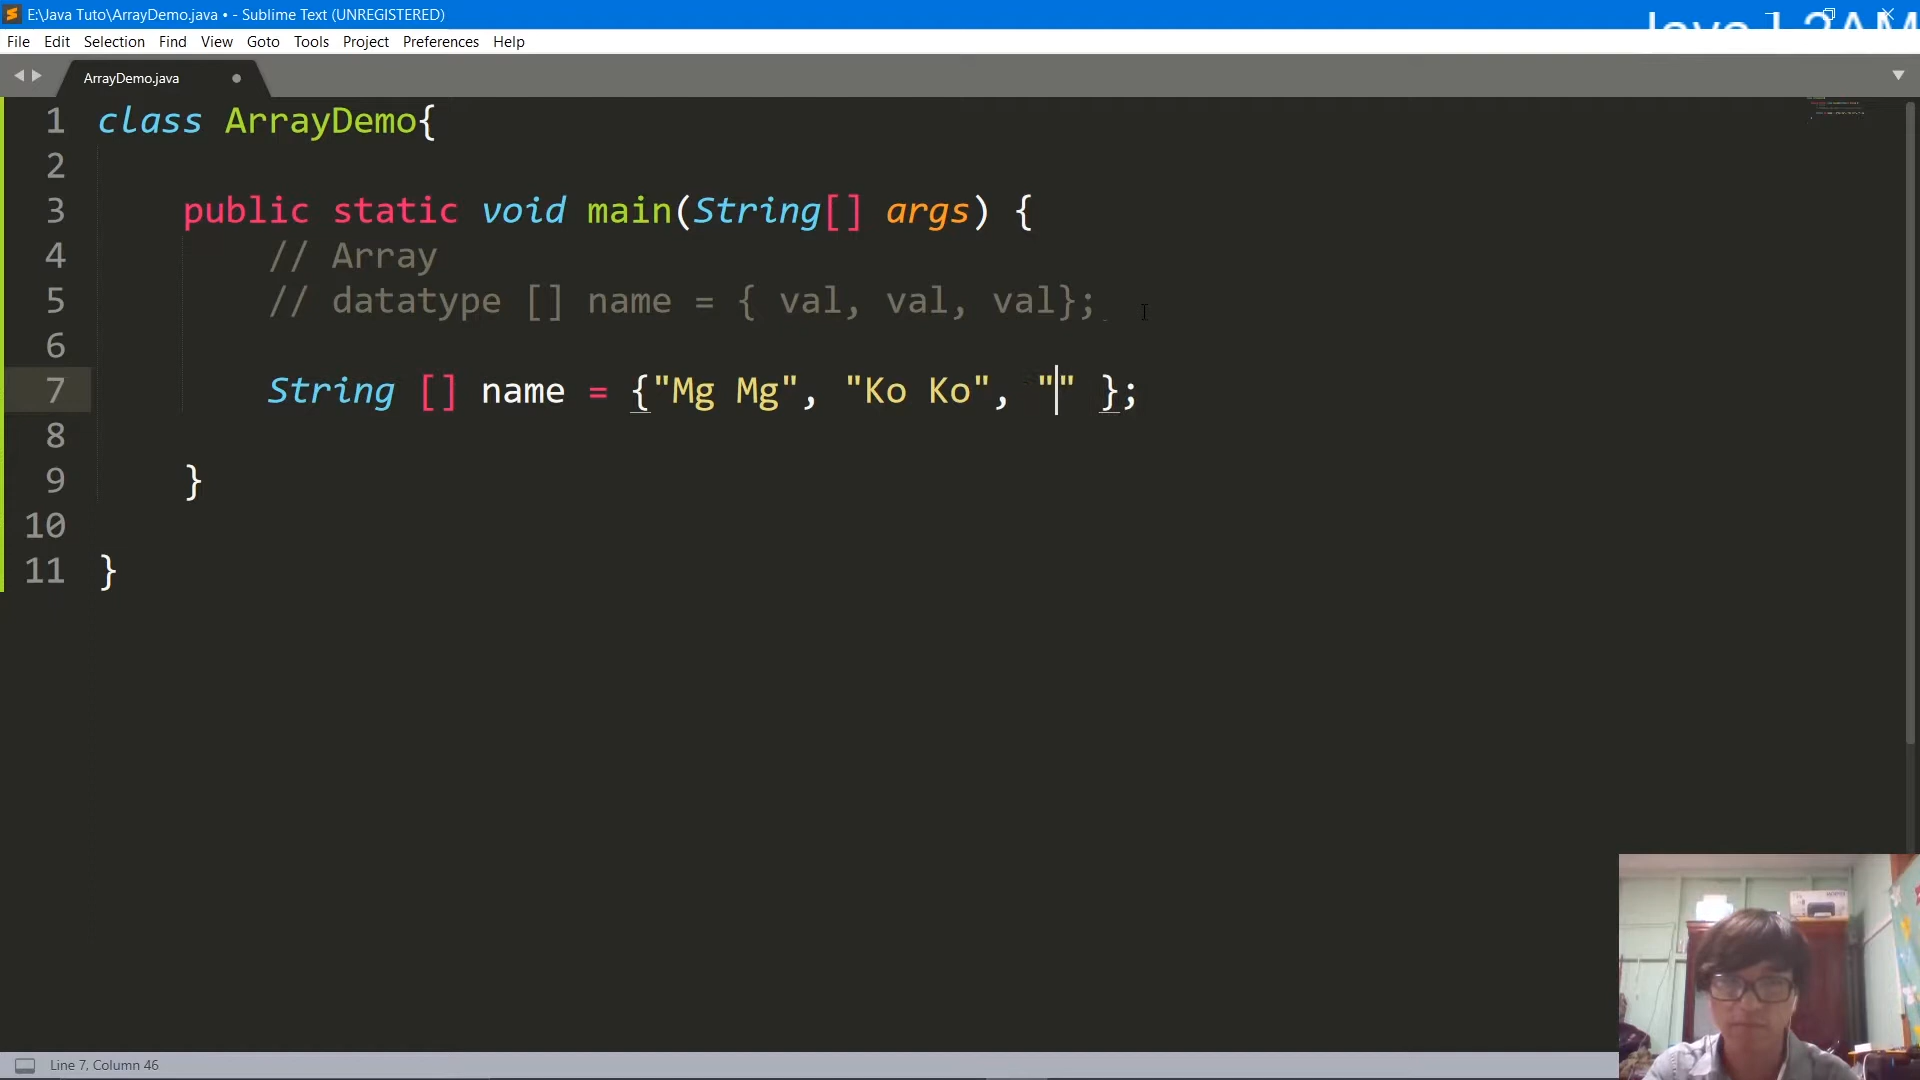 E:\Java Tuto\ArrayDemo.java • - Sublime Text (UNREGISTERED)
File Edit Selection Find View Goto Tools Project Preferences Help
ArrayDemo.java
1 class ArrayDemo{
2
3 public static void main(String[] args) {
4 // Array
5 // datatype [] name = { val, val, val};
6
7 String [] name = {"Mg Mg", "Ko Ko", "" };
8
9 }
10
11 }
Line 7, Column 46